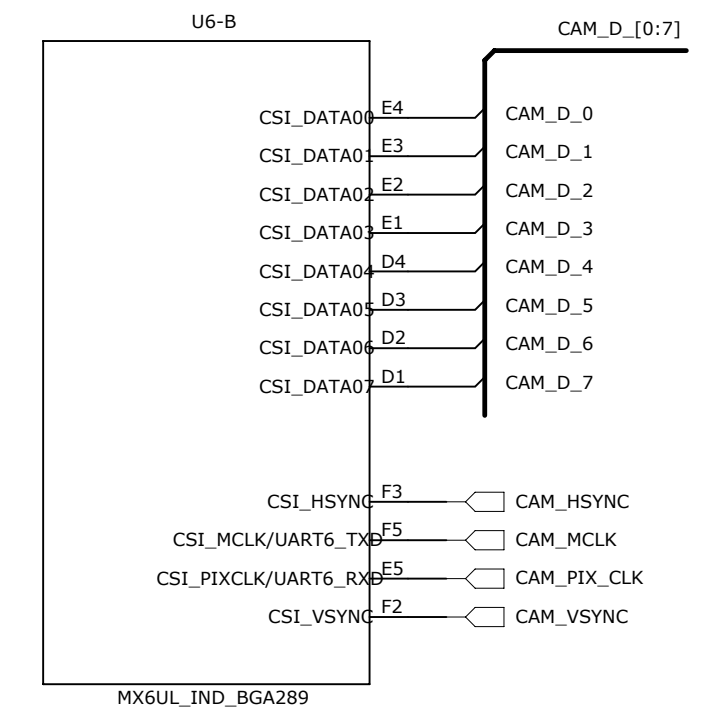 U6-B
CAM_D_[0:7]
CSI_DATA00 E4 CAM_D_0
CSI_DATA01 E3 CAM_D_1
CSI_DATA02 E2 CAM_D_2
CSI_DATA03 E1 CAM_D_3
CSI_DATA04 D4 CAM_D_4
CSI_DATA05 D3 CAM_D_5
CSI_DATA06 D2 CAM_D_6
CSI_DATA07 D1 CAM_D_7
CSI_HSYNC F3 CAM_HSYNC
CSI_MCLK/UART6_TXD F5 CAM_MCLK
CSI_PIXCLK/UART6_RXD E5 CAM_PIX_CLK
CSI_VSYNC F2 CAM_VSYNC
MX6UL_IND_BGA289